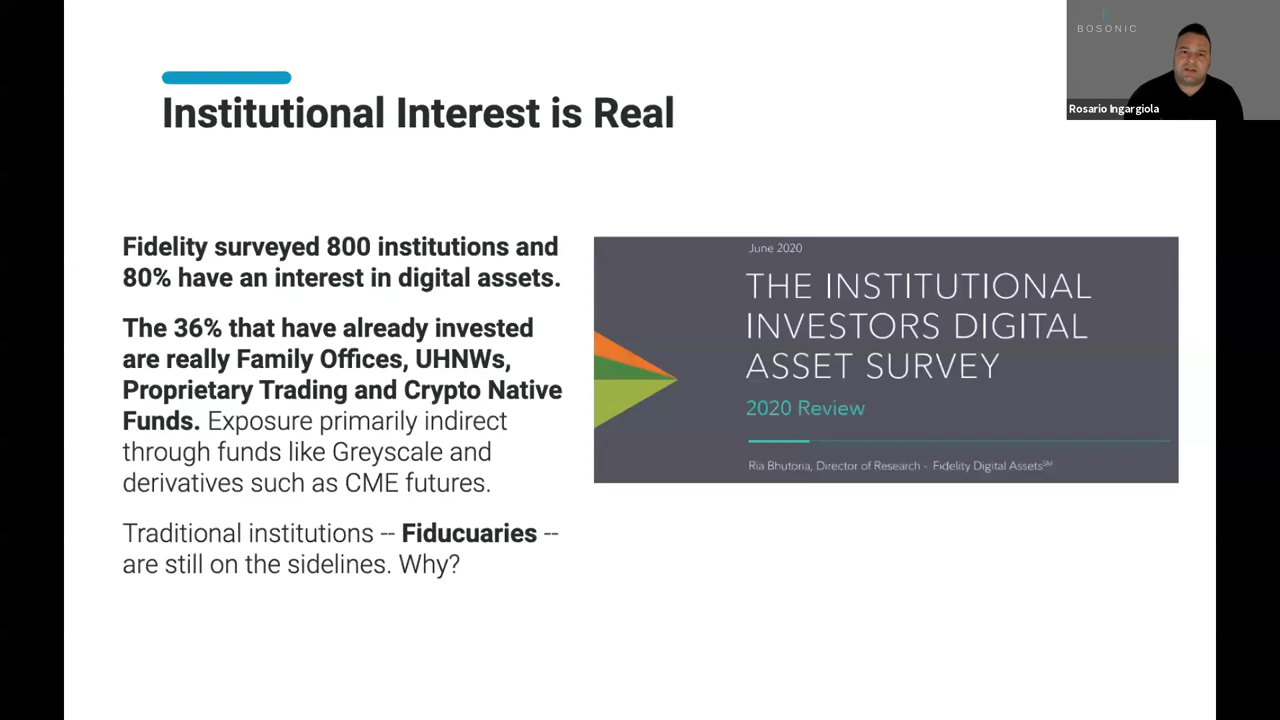 BOSONIC
Rosario Ingargiola
Institutional Interest is Real
Fidelity surveyed 800 institutions and
80% have an interest in digital assets.
The 36% that have already invested
are really Family Offices, UHNWs,
Proprietary Trading and Crypto Native
Funds. Exposure primarily indirect
through funds like Greyscale and
derivatives such as CME futures.
Traditional institutions -- Fiducuaries --
are still on the sidelines. Why?
June 2020
THE INSTITUTIONAL
INVESTORS DIGITAL
ASSET SURVEY
2020 Review
Ria Bhutoria, Director of Research - Fidelity Digital Assets℠